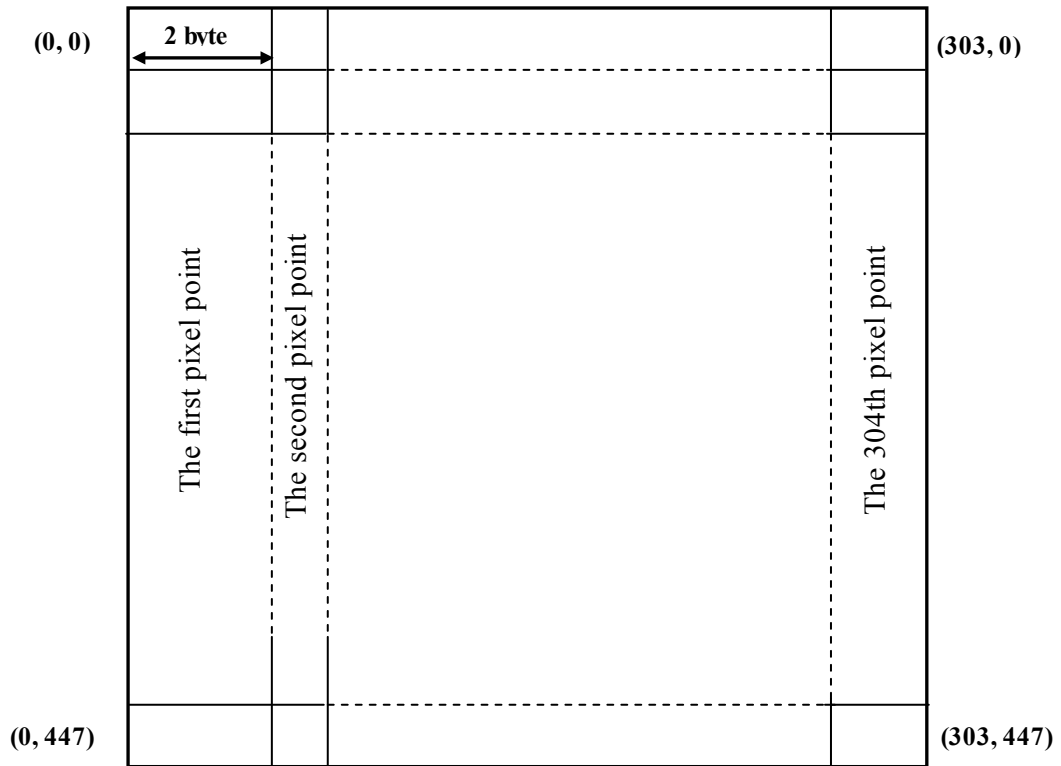 (0, 0)
2 byte
(303, 0)
The first pixel point
The second pixel point
The 304th pixel point
(0, 447)
(303, 447)